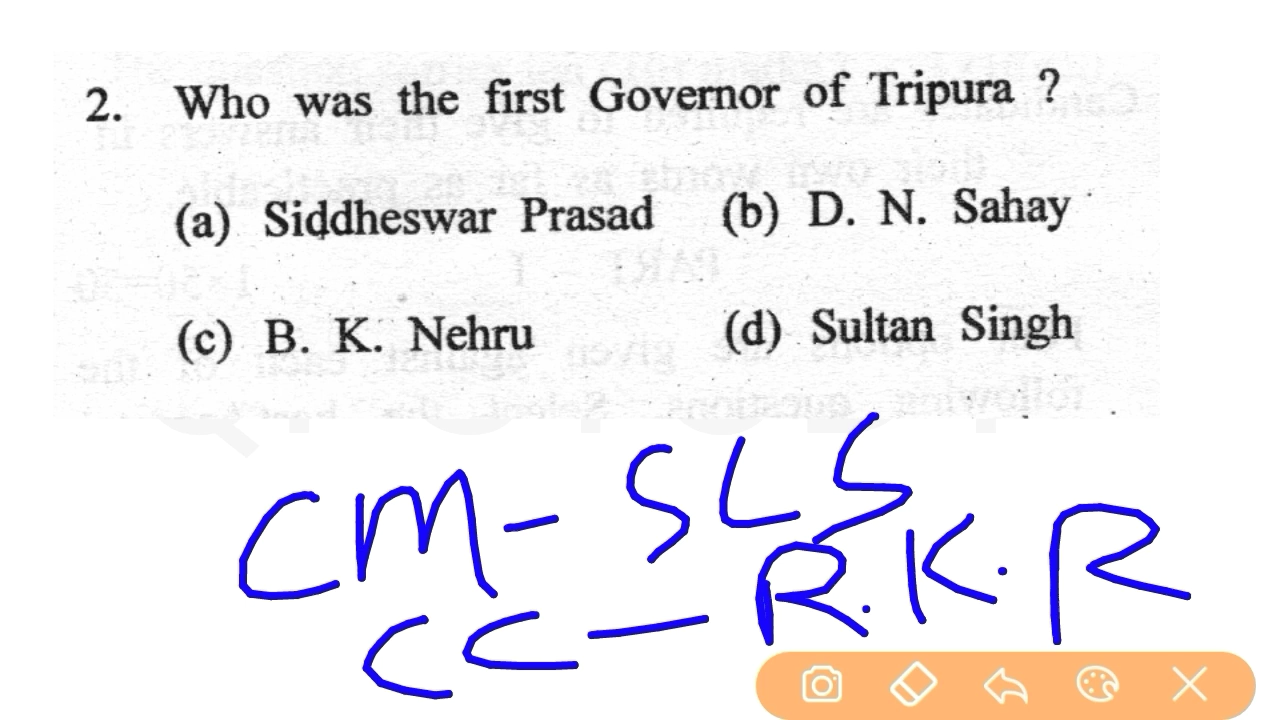 2. Who was the first Governor of Tripura ?
(a) Siddheswar Prasad (b) D. N. Sahay
(c) B. K. Nehru (d) Sultan Singh
CM - SLS
CC - R.K.R